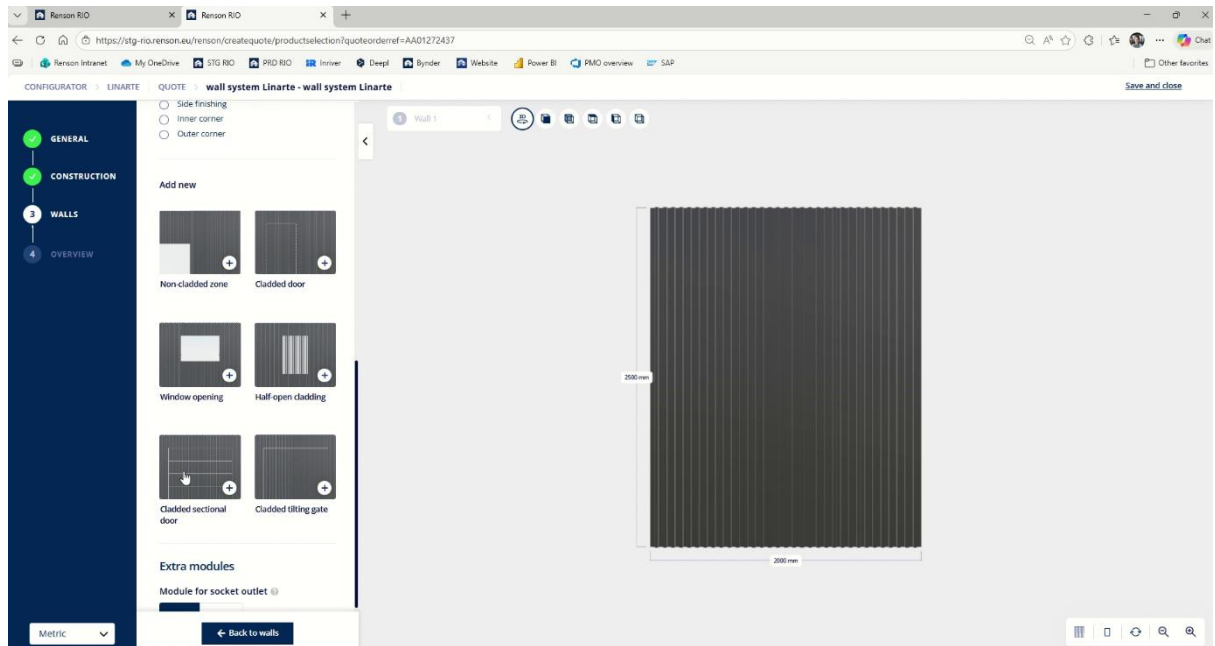 Renson RIO
Renson RIO
https://stg-rio.renson.eu/renson/createquote/productselection?quoteorderref=AA01272437
Chat
Renson Intranet
My OneDrive
STG RIO
PRD RIO
Inriver
Deepl
Bynder
Website
Power BI
PMO overview
SAP
Other favorites
CONFIGURATOR > LINARTE
QUOTE > wall system Linarte - wall system Linarte
Save and close
GENERAL
CONSTRUCTION
3 WALLS
4 OVERVIEW
Side finishing
Inner corner
Outer corner
Add new
Non-cladded zone
Cladded door
Window opening
Half-open cladding
Cladded sectional
door
Cladded tilting gate
Extra modules
Module for socket outlet
Metric
← Back to walls
1 Wall 1
3D
2500 mm
2000 mm